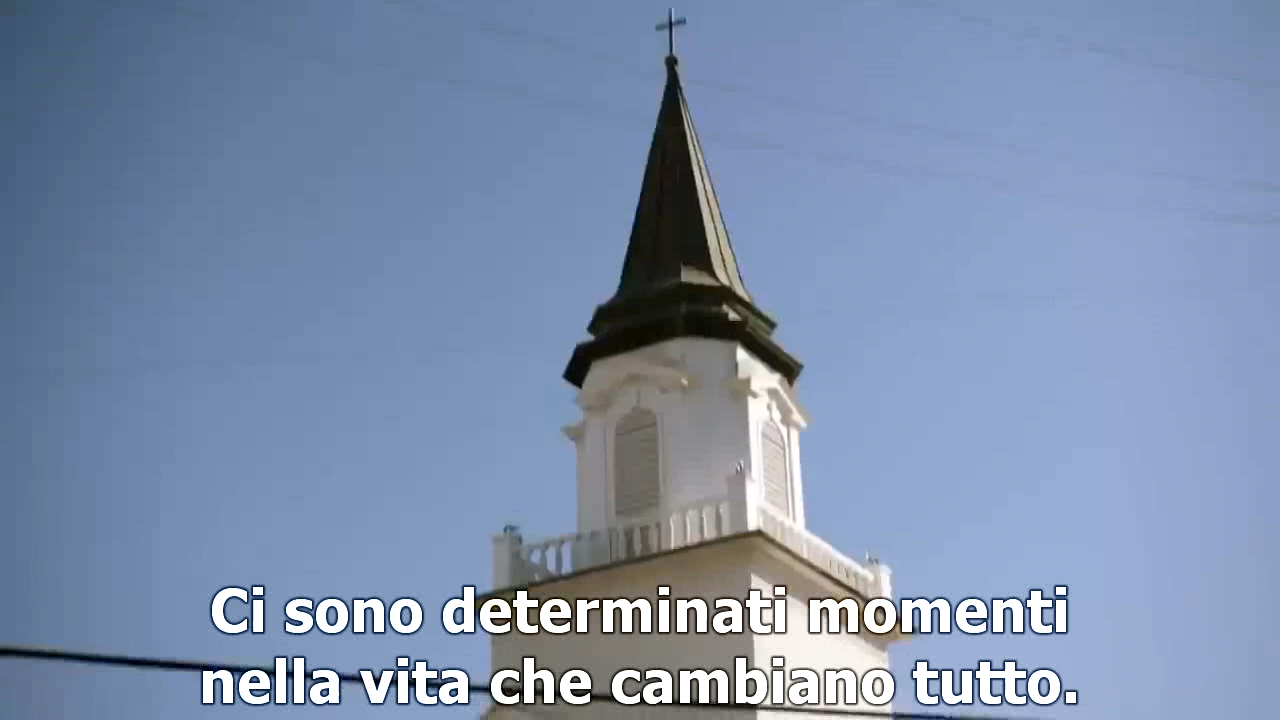 Ci sono determinati momenti
nella vita che cambiano tutto.